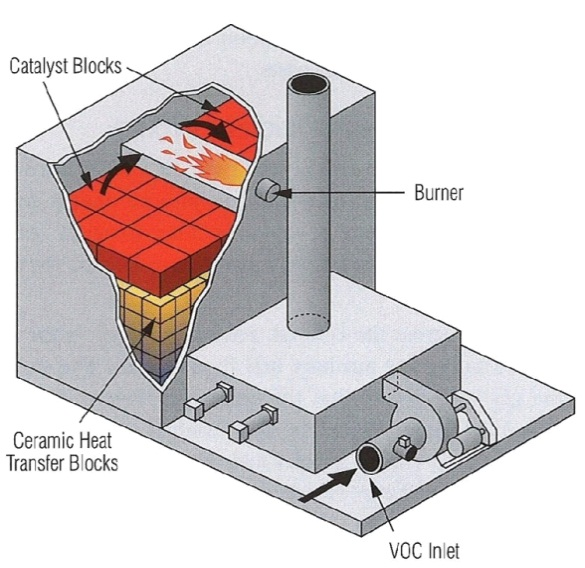 Catalyst Blocks
Burner
Ceramic Heat
Transfer Blocks
VOC Inlet